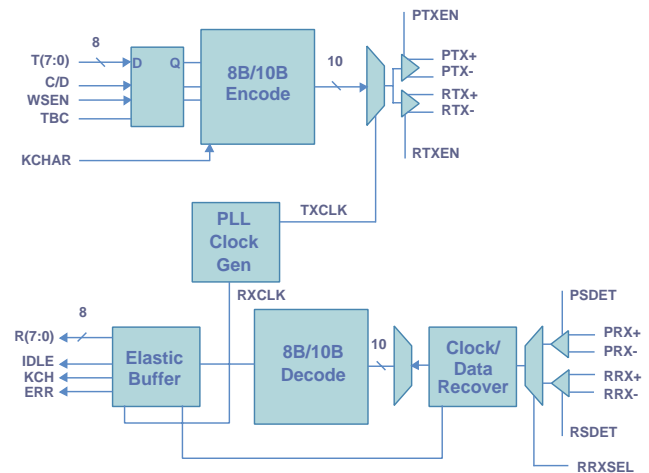 PTXEN
8
T(7:0)
D
Q
C/D
WSEN
TBC
KCHAR
8B/10B
Encode
10
PTX+
PTX-
RTX+
RTX-
RTXEN
TXCLK
PLL
Clock
Gen
RXCLK
PSDET
8
R(7:0)
IDLE
KCH
ERR
Elastic
Buffer
8B/10B
Decode
10
Clock/
Data
Recover
PRX+
PRX-
RRX+
RRX-
RSDET
RRXSEL